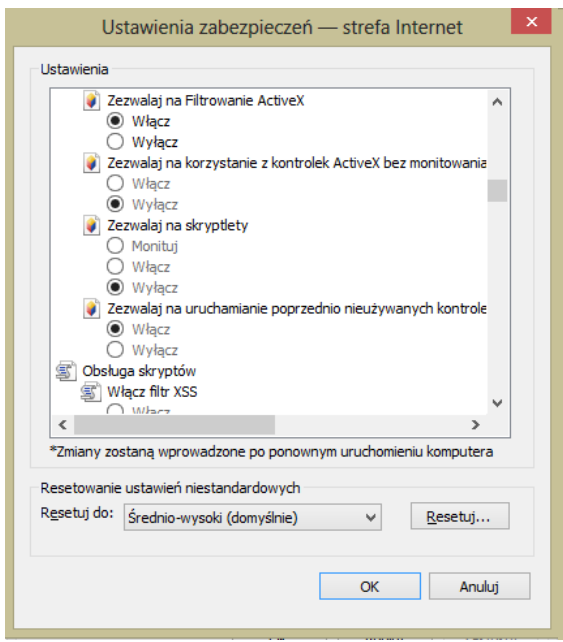 Ustawienia zabezpieczeń — strefa Internet
Ustawienia
Zezwalaj na Filtrowanie ActiveX
Włącz
Wyłącz
Zezwalaj na korzystanie z kontrolek ActiveX bez monitowania
Włącz
Wyłącz
Zezwalaj na skryptlety
Monituj
Włącz
Wyłącz
Zezwalaj na uruchamianie poprzednio nieużywanych kontrole
Włącz
Wyłącz
Obsługa skryptów
Włącz filtr XSS
Włącz
*Zmiany zostaną wprowadzone po ponownym uruchomieniu komputera
Resetowanie ustawień niestandardowych
Resetuj do: Średnio-wysoki (domyślnie) Resetuj...
OK Anuluj